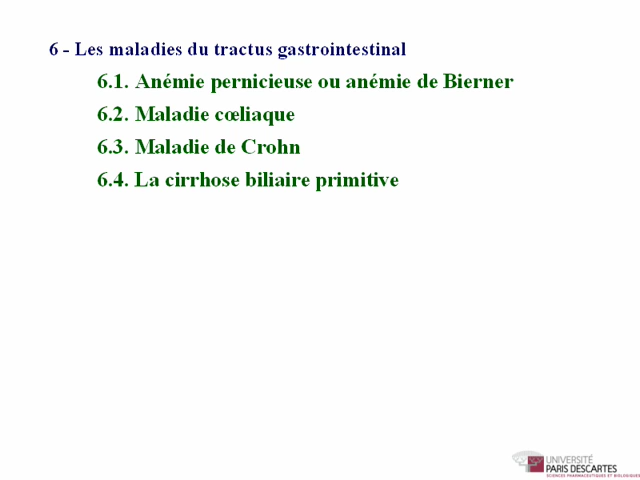 6 - Les maladies du tractus gastrointestinal
6.1. Anémie pernicieuse ou anémie de Bierner
6.2. Maladie cœliaque
6.3. Maladie de Crohn
6.4. La cirrhose biliaire primitive
UNIVERSITÉ
PARIS DESCARTES
SCIENCES PHARMACEUTIQUES ET BIOLOGIQUES